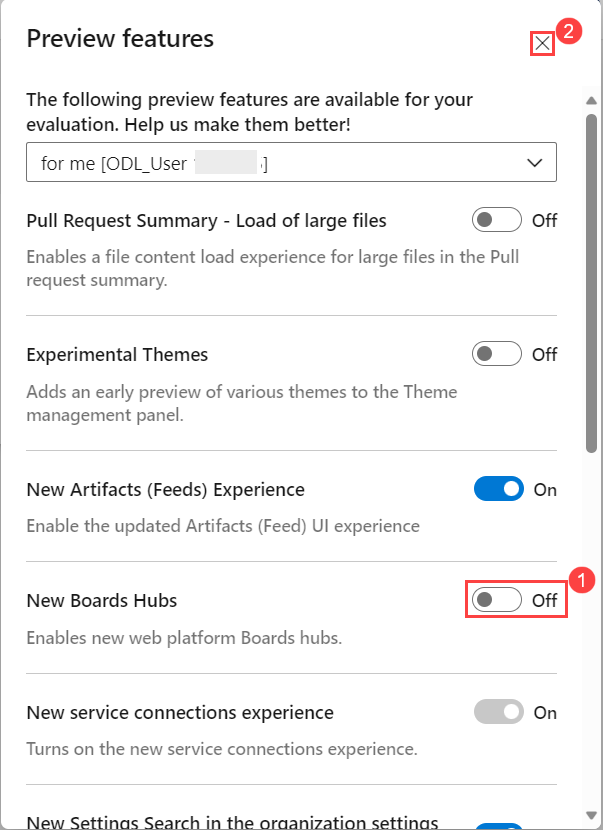 Preview features
2
The following preview features are available for your
evaluation. Help us make them better!
for me [ODL_User ]
Pull Request Summary - Load of large files Off
Enables a file content load experience for large files in the Pull
request summary.
Experimental Themes Off
Adds an early preview of various themes to the Theme
management panel.
New Artifacts (Feeds) Experience On
Enable the updated Artifacts (Feed) UI experience
1
New Boards Hubs Off
Enables new web platform Boards hubs.
New service connections experience On
Turns on the new service connections experience.
New Settings Search in the organization settings